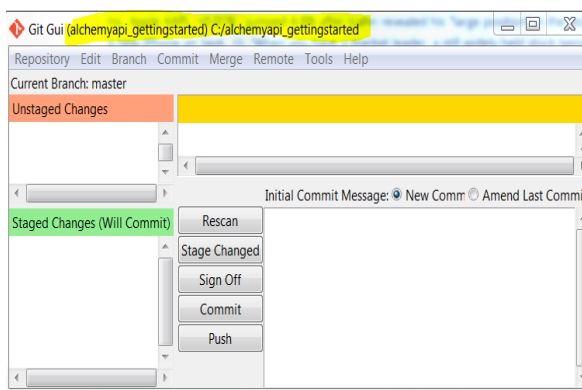 Git Gui (alchemyapi_gettingstarted) C:/alchemyapi_gettingstarted
Repository Edit Branch Commit Merge Remote Tools Help
Current Branch: master
Unstaged Changes
Initial Commit Message: New Comm Amend Last Commi
Staged Changes (Will Commit)
Rescan
Stage Changed
Sign Off
Commit
Push